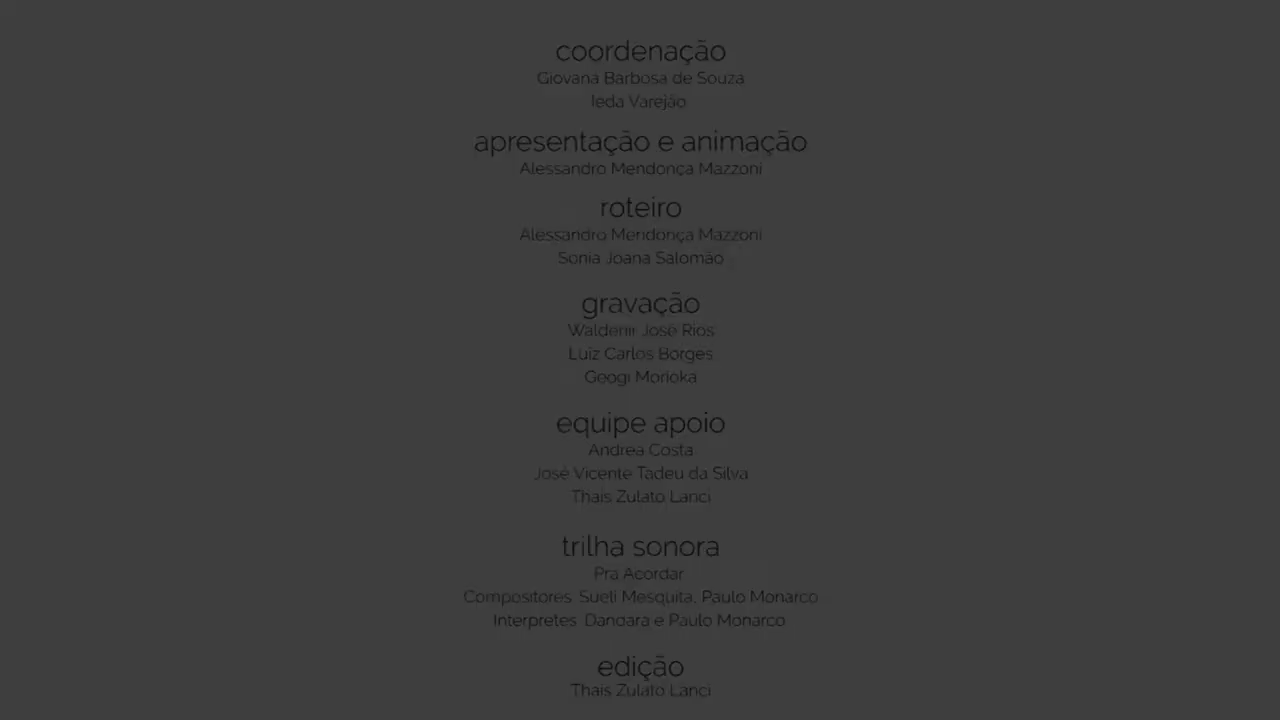 coordenação
Giovana Barbosa de Souza
Ieda Varejão
apresentação e animação
Alessandro Mendonça Mazzoni
roteiro
Alessandro Mendonça Mazzoni
Sonia Joana Salomão
gravação
Waldemir José Rios
Luiz Carlos Borges
Geogi Morioka
equipe apoio
Andrea Costa
José Vicente Tadeu da Silva
Thais Zulato Lanci
trilha sonora
Pra Acordar
Compositores: Sueli Mesquita, Paulo Monarco
Interpretes: Dandara e Paulo Monarco
edição
Thais Zulato Lanci